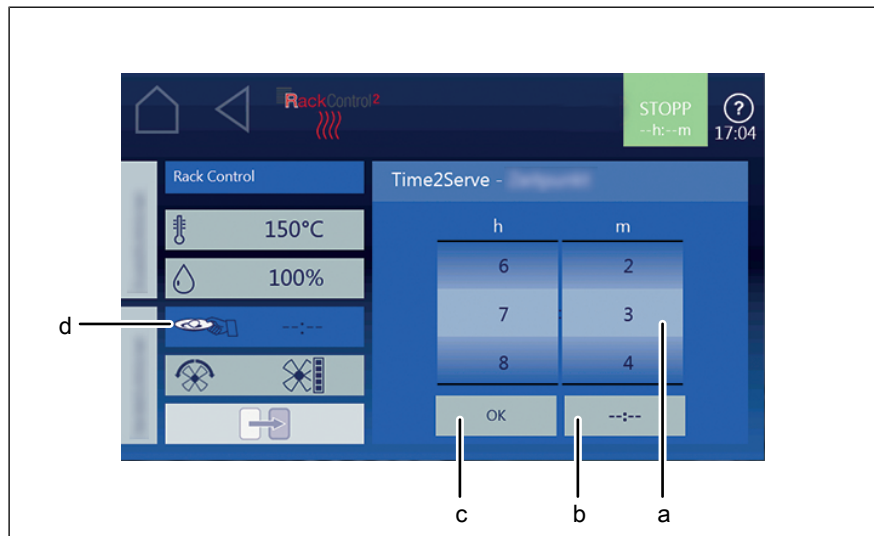 RackControl²
STOPP
--h:--m
?
17:04
Rack Control
Time2Serve -
150°C
100%
--:--
h
m
6
2
7
:
3
8
4
OK
--:--
d
c
b
a